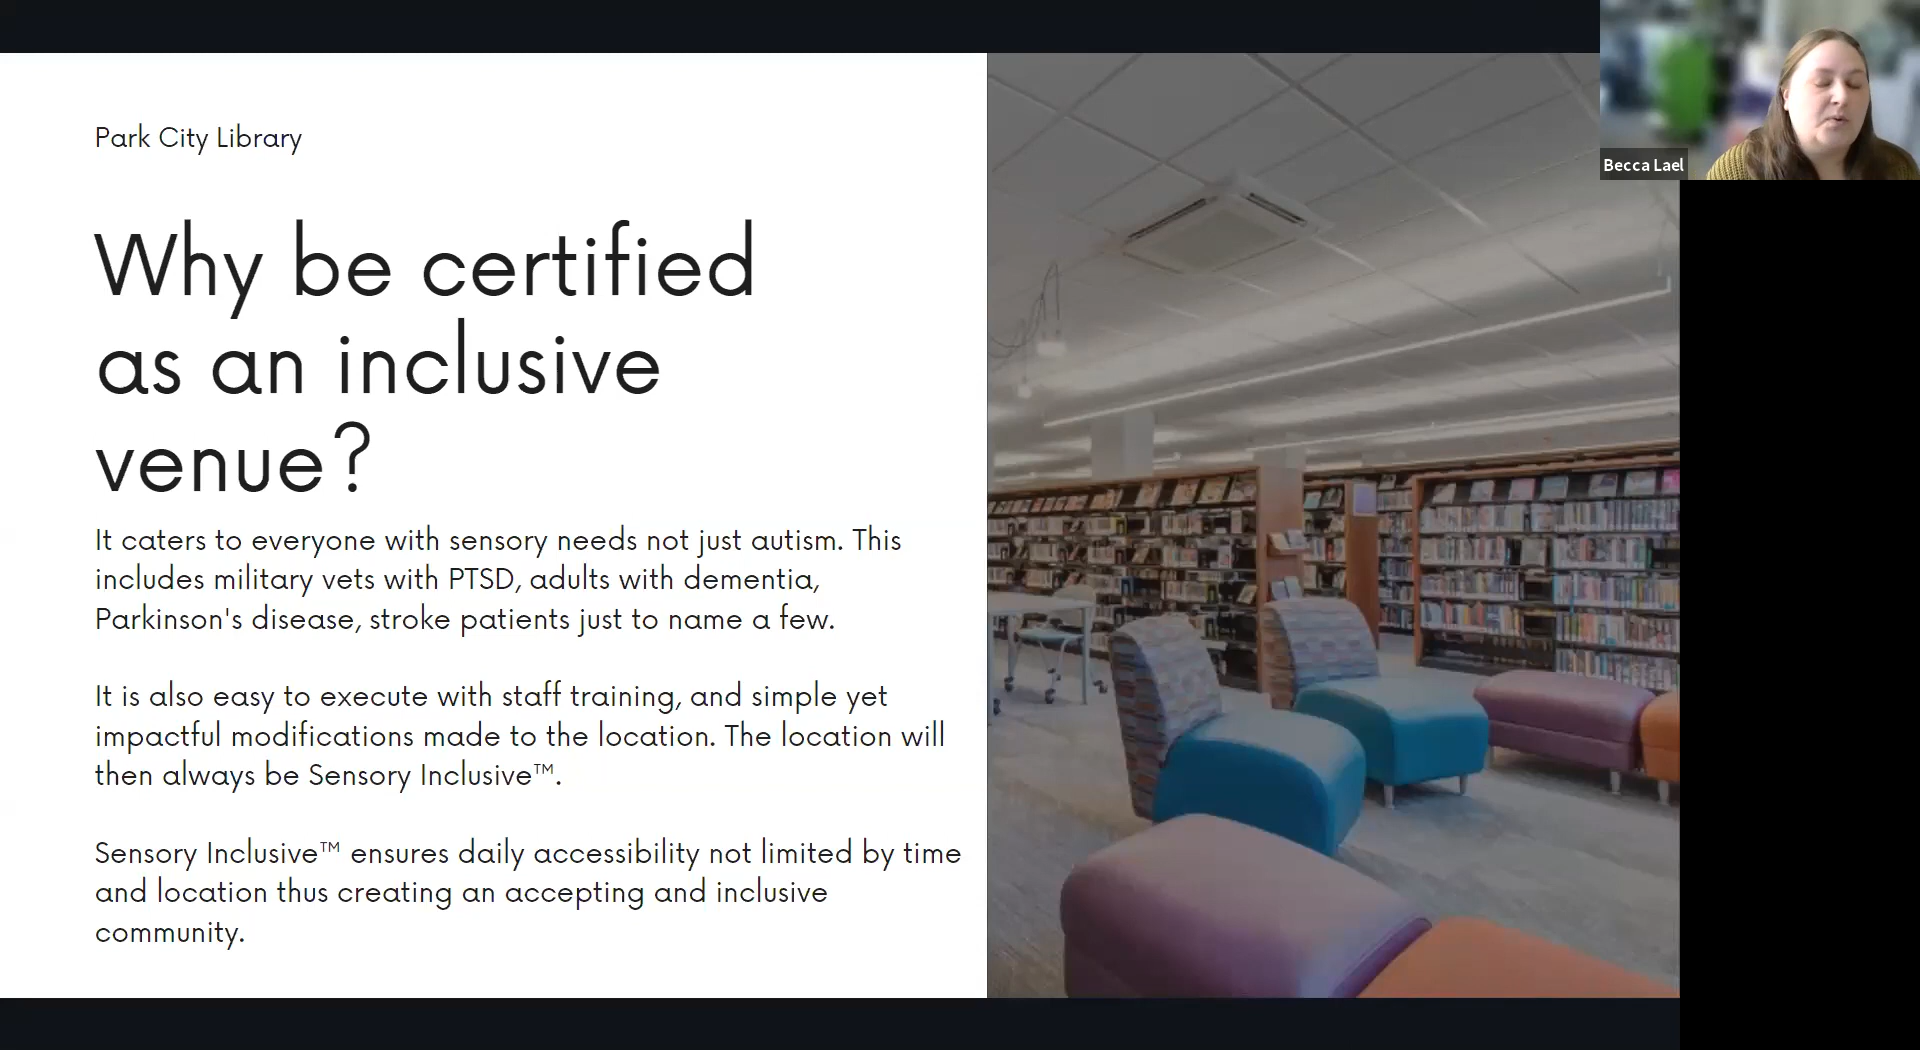 Park City Library
Why be certified
as an inclusive
venue?
It caters to everyone with sensory needs not just autism. This
includes military vets with PTSD, adults with dementia,
Parkinson's disease, stroke patients just to name a few.
It is also easy to execute with staff training, and simple yet
impactful modifications made to the location. The location will
then always be Sensory Inclusive™.
Sensory Inclusive™ ensures daily accessibility not limited by time
and location thus creating an accepting and inclusive
community.
Becca Lael